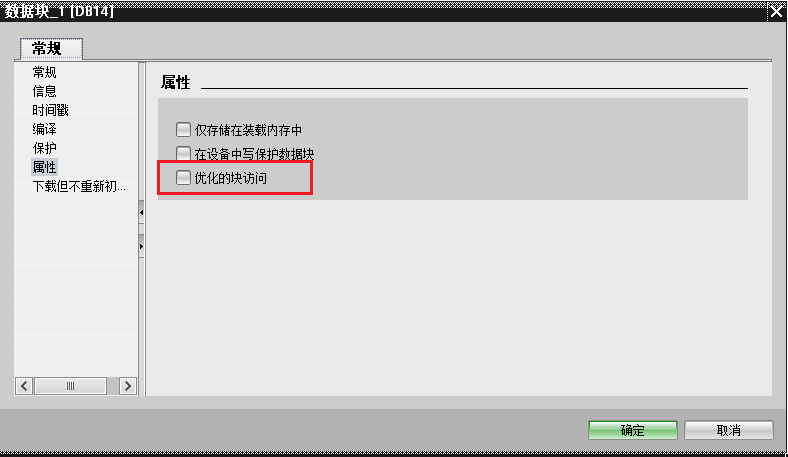 数据块_1 [DB14]
常规
常规
信息
时间戳
编译
保护
属性
下载但不重新初...
属性
仅存储在装载内存中
在设备中写保护数据块
优化的块访问
确定
取消